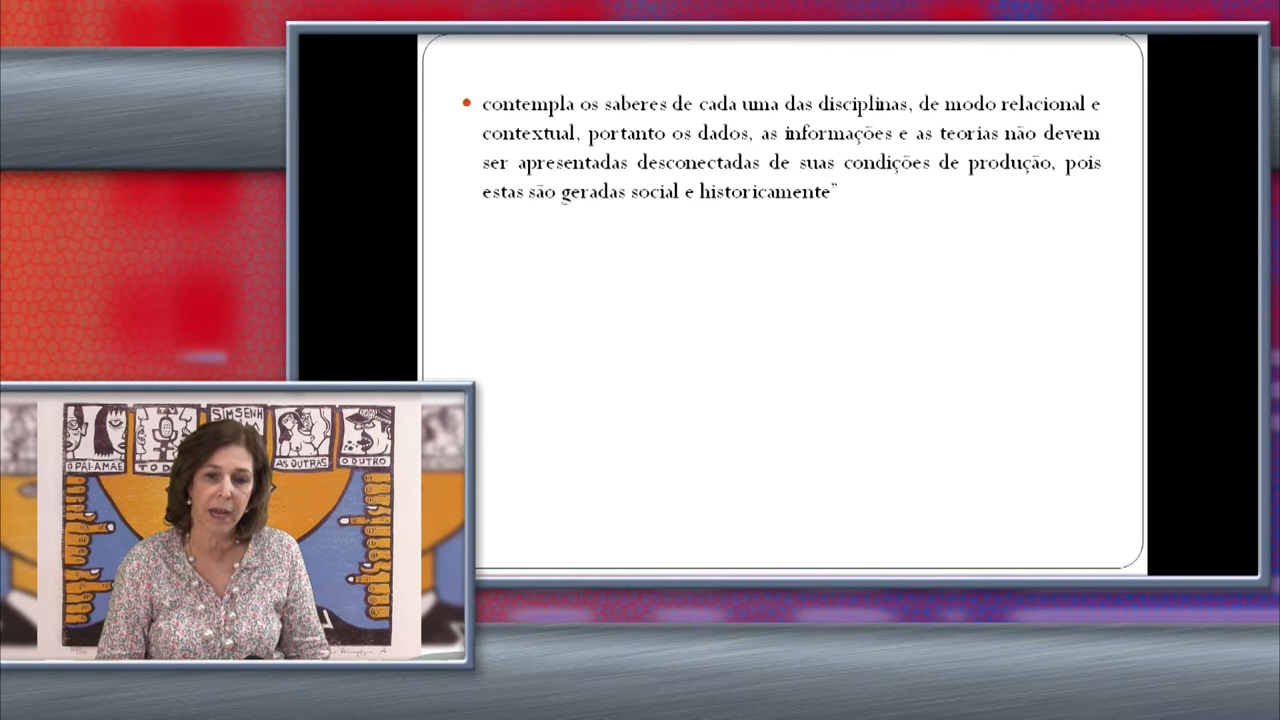 contempla os saberes de cada uma das disciplinas, de modo relacional e
contextual, portanto os dados, as informações e as teorias não devem
ser apresentadas desconectadas de suas condições de produção, pois
estas são geradas social e historicamente”
SIM SENH
O PAI-AMAE
TOD
AS OUTRAS
O OUTRO